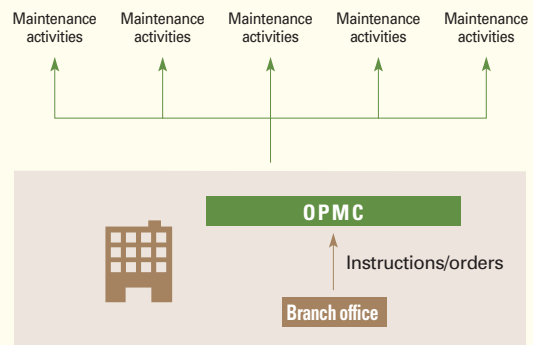 Maintenance Maintenance Maintenance Maintenance Maintenance
activities activities activities activities activities
OPMC
Instructions/orders
Branch office